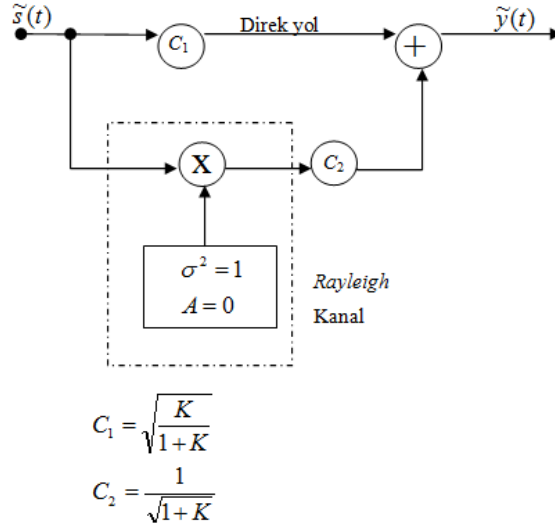 s̃(t) Direk yol ỹ(t)
C₁
+
X
C₂
σ² = 1
A = 0
Rayleigh
Kanal
C₁ = √(K/(1+K))
C₂ = 1/√(1+K)